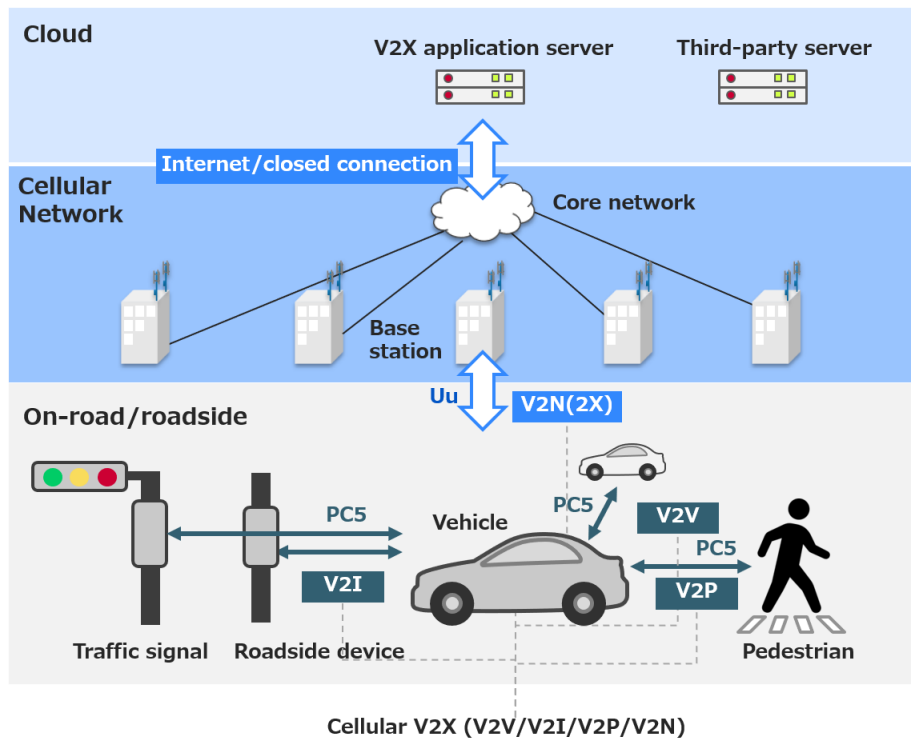 Cloud
V2X application server
Third-party server
Internet/closed connection
Cellular
Network
Core network
Base
station
Uu
V2N(2X)
On-road/roadside
PC5
Vehicle
PC5
V2V
PC5
V2I
V2P
Traffic signal
Roadside device
Pedestrian
Cellular V2X (V2V/V2I/V2P/V2N)